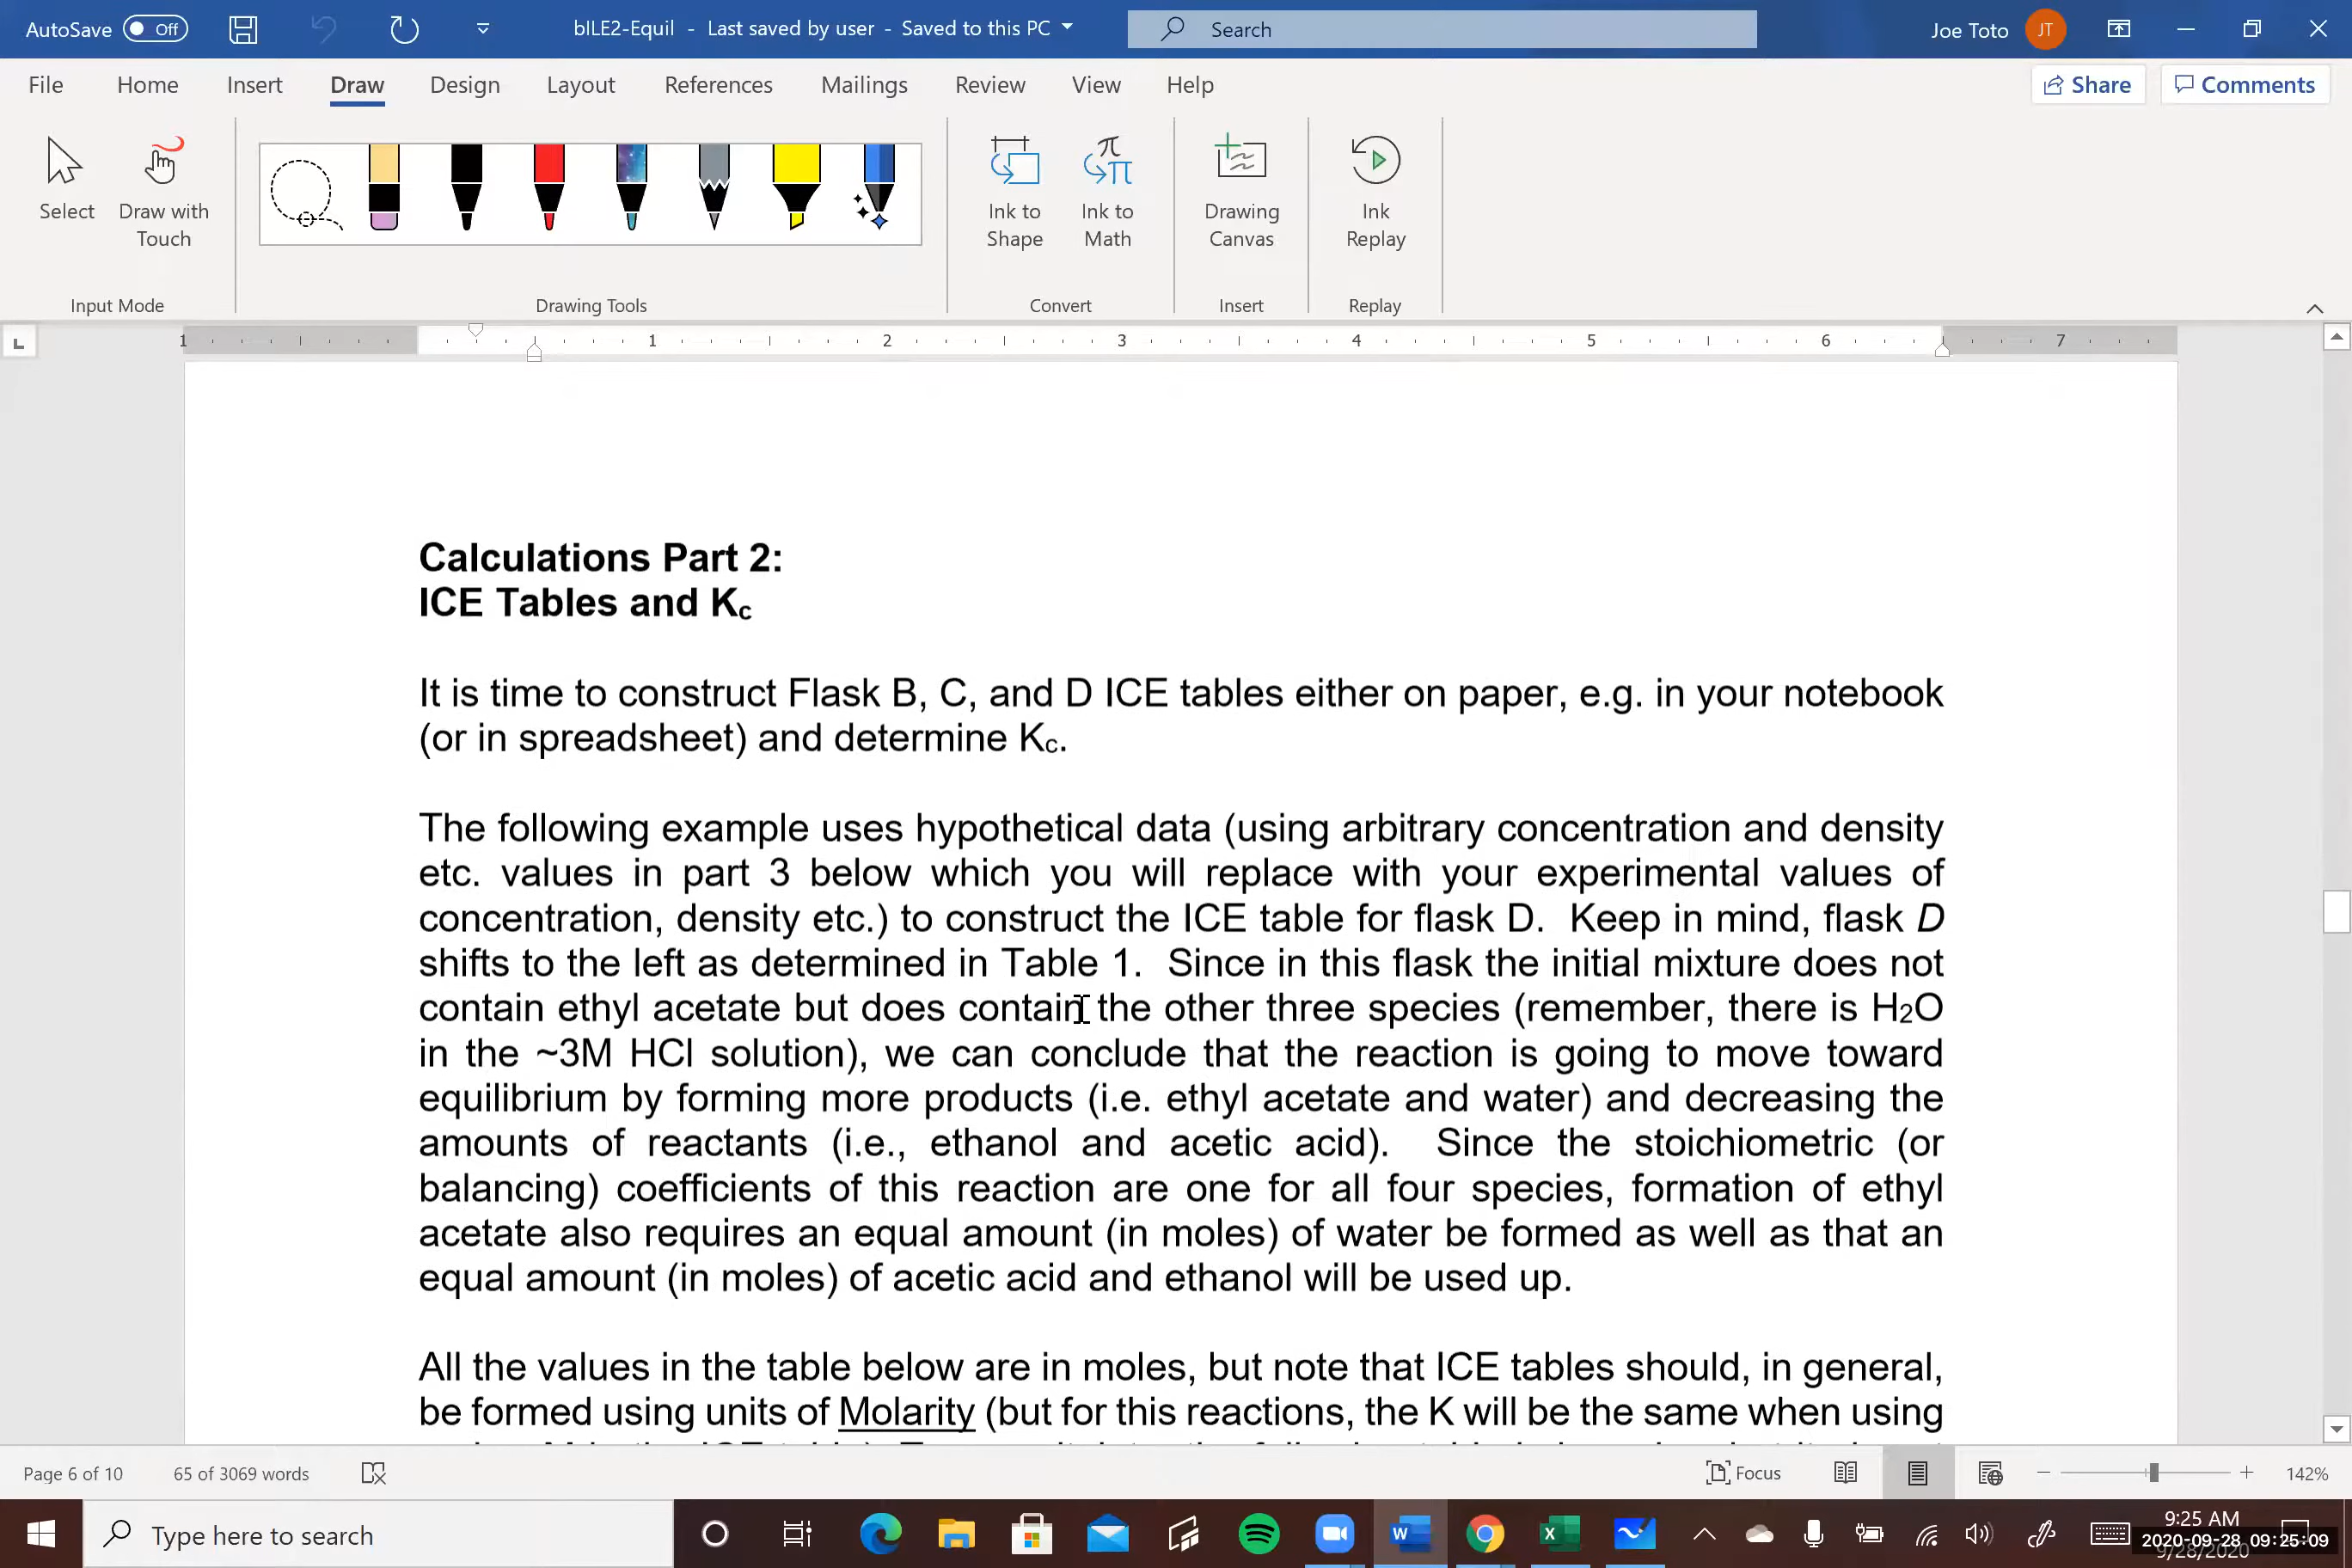 AutoSave Off bILE2-Equil - Last saved by user - Saved to this PC Search Joe Toto JT
File Home Insert Draw Design Layout References Mailings Review View Help Share Comments
Select Draw with Touch Ink to Shape Ink to Math Drawing Canvas Ink Replay
Input Mode Drawing Tools Convert Insert Replay
L 1 1 2 3 4 5 6 7
Calculations Part 2:
ICE Tables and Kc
It is time to construct Flask B, C, and D ICE tables either on paper, e.g. in your notebook
(or in spreadsheet) and determine Kc.
The following example uses hypothetical data (using arbitrary concentration and density
etc. values in part 3 below which you will replace with your experimental values of
concentration, density etc.) to construct the ICE table for flask D. Keep in mind, flask D
shifts to the left as determined in Table 1. Since in this flask the initial mixture does not
contain ethyl acetate but does contain the other three species (remember, there is H2O
in the ~3M HCl solution), we can conclude that the reaction is going to move toward
equilibrium by forming more products (i.e. ethyl acetate and water) and decreasing the
amounts of reactants (i.e., ethanol and acetic acid). Since the stoichiometric (or
balancing) coefficients of this reaction are one for all four species, formation of ethyl
acetate also requires an equal amount (in moles) of water be formed as well as that an
equal amount (in moles) of acetic acid and ethanol will be used up.
All the values in the table below are in moles, but note that ICE tables should, in general,
be formed using units of Molarity (but for this reactions, the K will be the same when using
Page 6 of 10 65 of 3069 words Focus 142%
Type here to search 9:25 AM
2020-09-28 09:25:09
9/28/2020